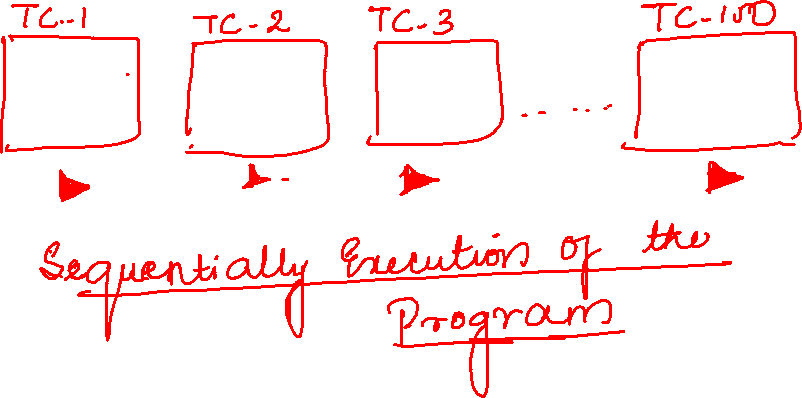 TC-1 TC-2 TC-3 ..... TC-100
Sequentially Execution of the
Program